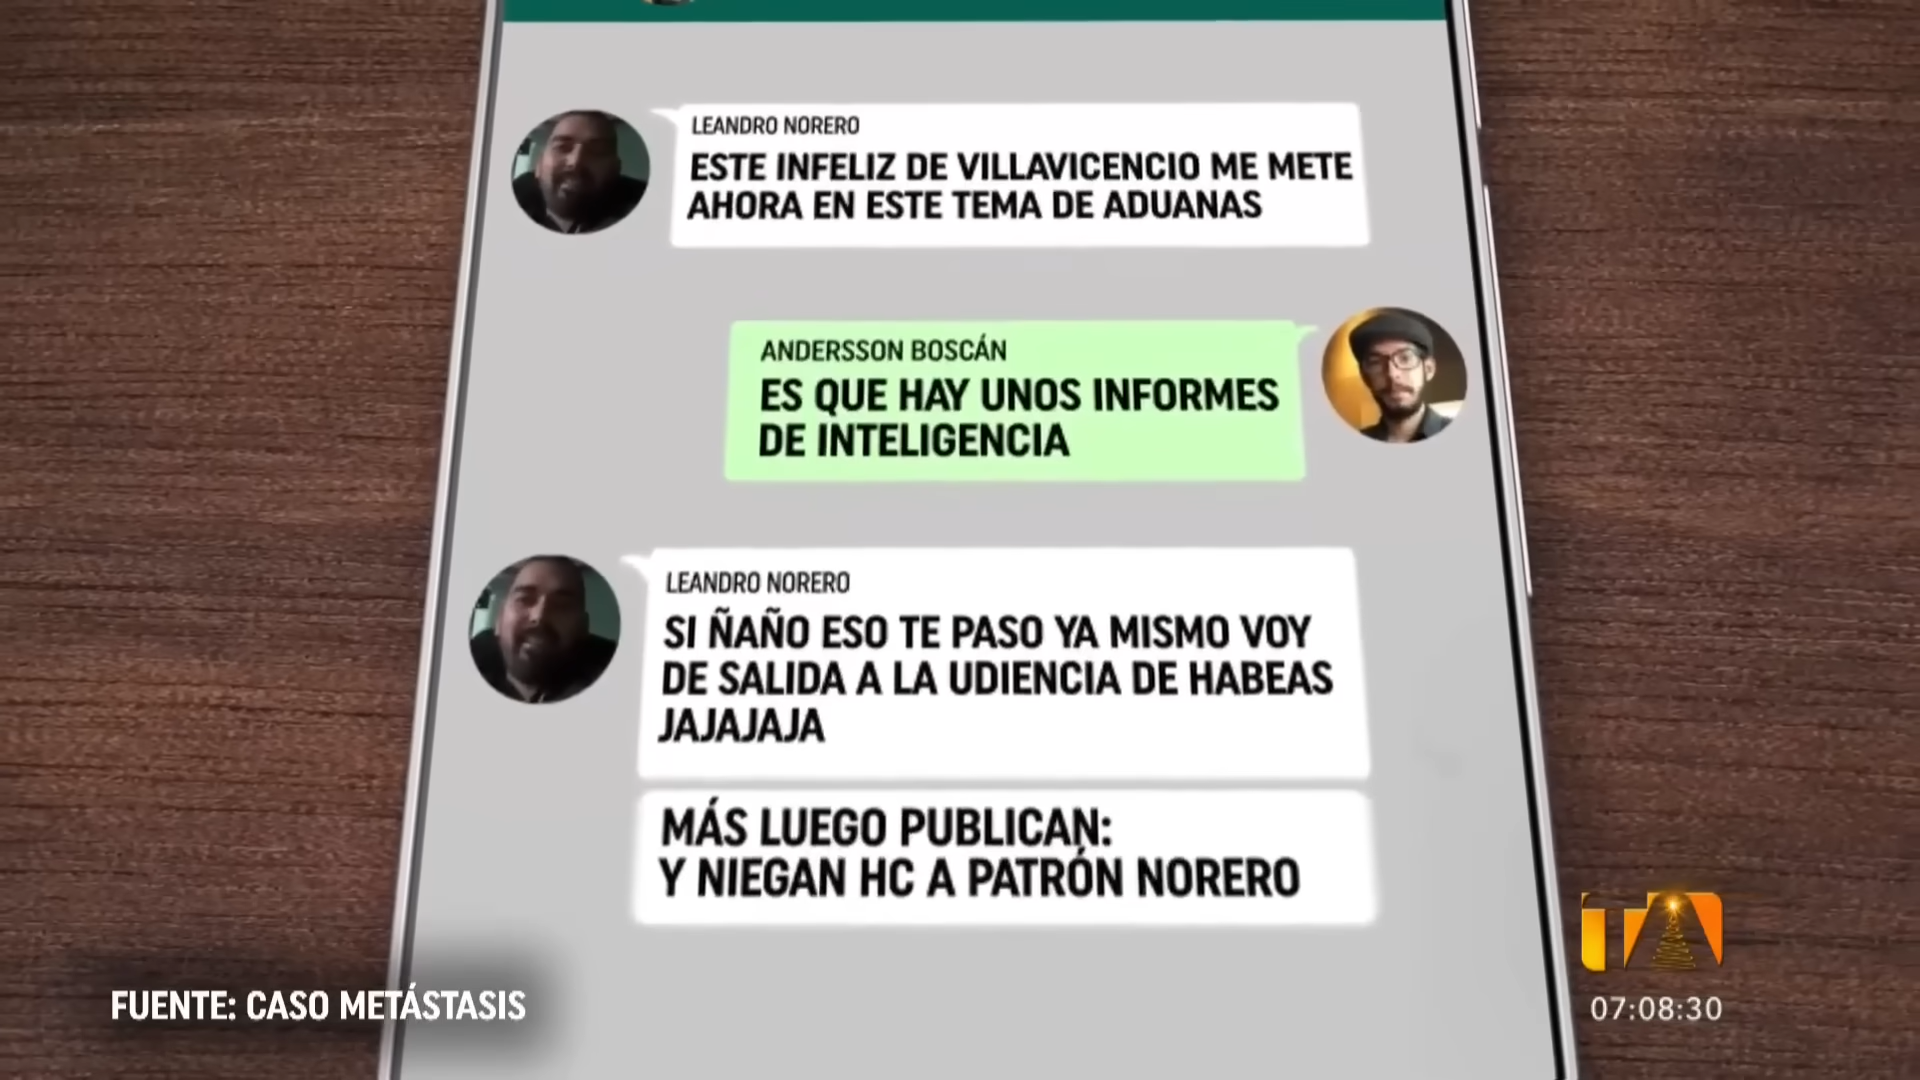 LEANDRO NORERO
ESTE INFELIZ DE VILLAVICENCIO ME METE
AHORA EN ESTE TEMA DE ADUANAS
ANDERSSON BOSCÁN
ES QUE HAY UNOS INFORMES
DE INTELIGENCIA
LEANDRO NORERO
SI ÑAÑO ESO TE PASO YA MISMO VOY
DE SALIDA A LA UDIENCIA DE HABEAS
JAJAJAJA
MÁS LUEGO PUBLICAN:
Y NIEGAN HC A PATRÓN NORERO
FUENTE: CASO METÁSTASIS
TA
07:08:30